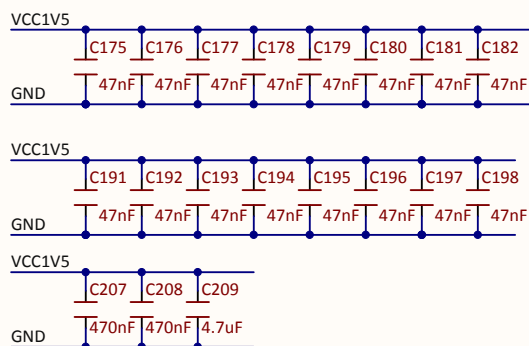 VCC1V5
C175 C176 C177 C178 C179 C180 C181 C182
47nF 47nF 47nF 47nF 47nF 47nF 47nF 47nF
GND
VCC1V5
C191 C192 C193 C194 C195 C196 C197 C198
47nF 47nF 47nF 47nF 47nF 47nF 47nF 47nF
GND
VCC1V5
C207 C208 C209
470nF 470nF 4.7uF
GND